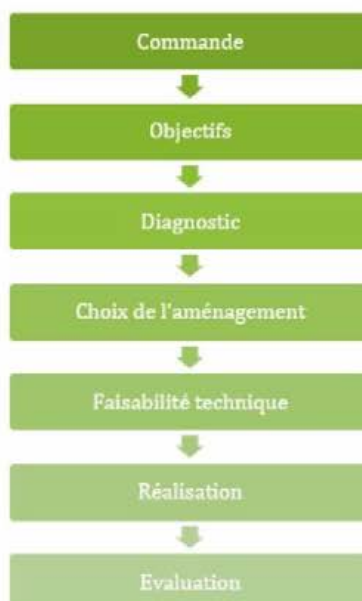 Commande
Objectifs
Diagnostic
Choix de l'aménagement
Faisabilité technique
Réalisation
Evaluation